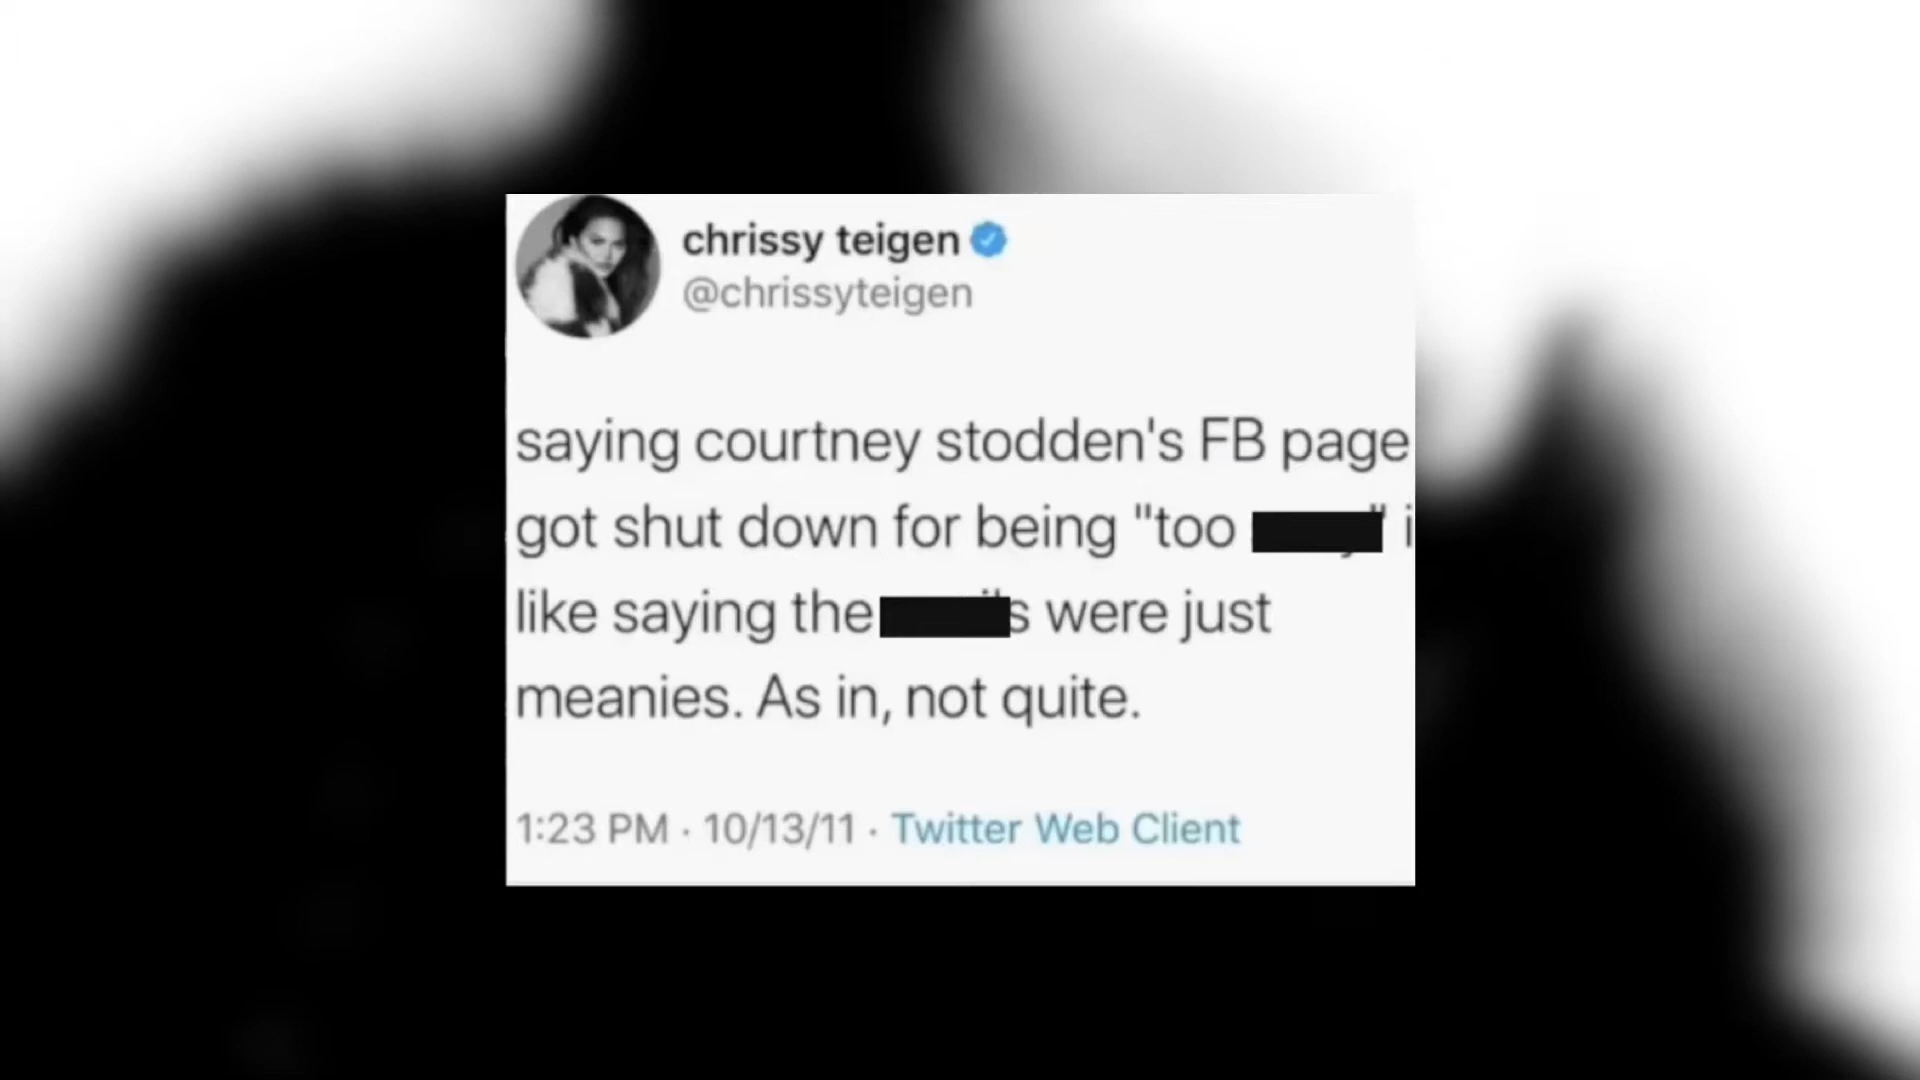 chrissy teigen
@chrissyteigen
saying courtney stodden's FB page
got shut down for being "too " i
like saying the s were just
meanies. As in, not quite.
1:23 PM · 10/13/11 · Twitter Web Client